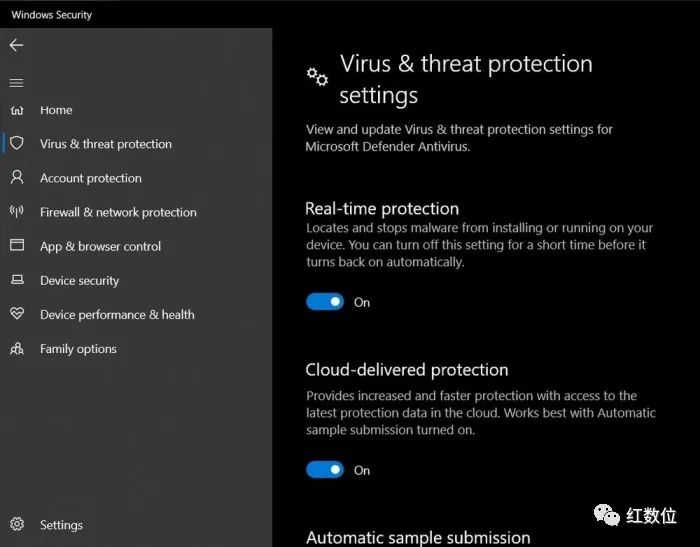 Windows Security
Home
Virus & threat protection
Account protection
Firewall & network protection
App & browser control
Device security
Device performance & health
Family options
Settings
Virus & threat protection
settings
View and update Virus & threat protection settings for
Microsoft Defender Antivirus.
Real-time protection
Locates and stops malware from installing or running on your
device. You can turn off this setting for a short time before it
turns back on automatically.
On
Cloud-delivered protection
Provides increased and faster protection with access to the
latest protection data in the cloud. Works best with Automatic
sample submission turned on.
On
Automatic sample submission
红数位